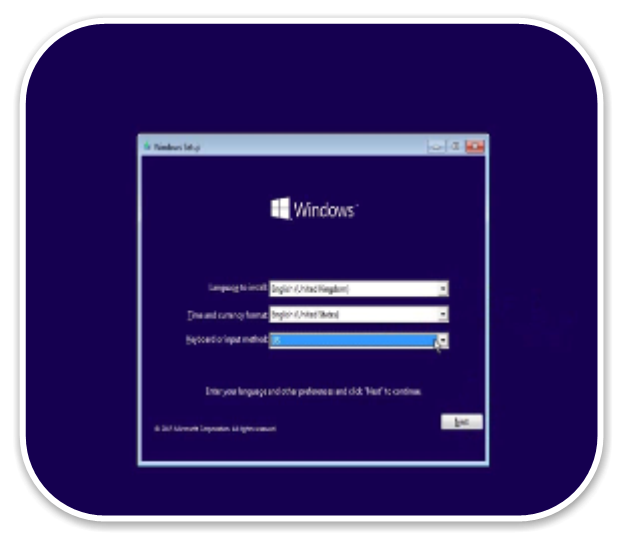 Windows Setup
Windows
Language to install: English (United Kingdom)
Time and currency format: English (United States)
Keyboard or input method: US
Enter your language and other preferences and click "Next" to continue.
Microsoft Corporation. All rights reserved.
Next